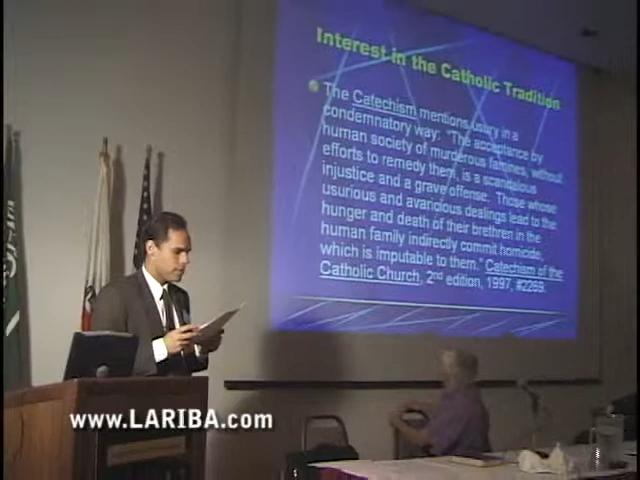 Interest in the Catholic Tradition
The Catechism mentions usury in a
condemnatory way: "The acceptance by
human society of murderous famines, without
efforts to remedy them, is a scandalous
injustice and a grave offense. Those whose
usurious and avaricious dealings lead to the
hunger and death of their brethren in the
human family indirectly commit homicide,
which is imputable to them." Catechism of the
Catholic Church, 2nd edition, 1997, #2269.
www.LARIBA.com